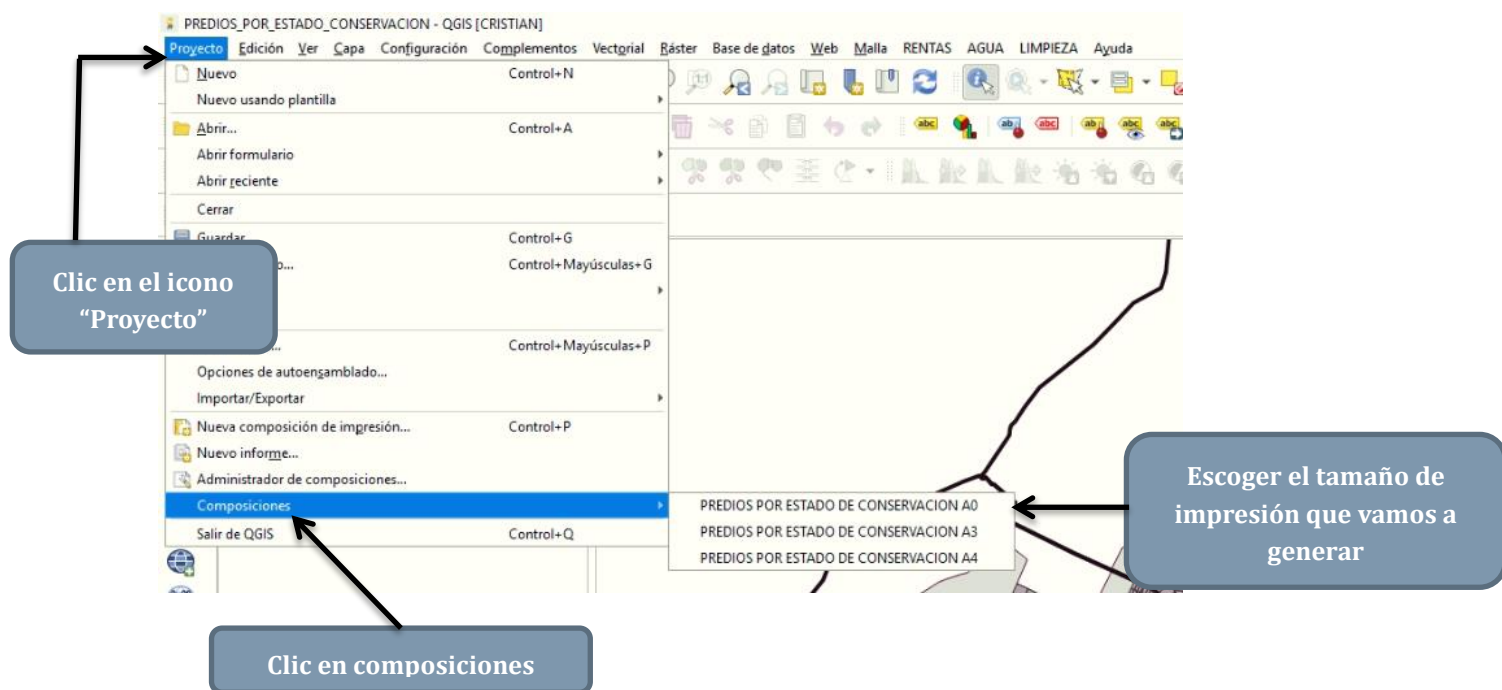 PREDIOS_POR_ESTADO_CONSERVACION - QGIS [CRISTIAN]
Proyecto Edición Ver Capa Configuración Complementos Vectorial Ráster Base de datos Web Malla RENTAS AGUA LIMPIEZA Ayuda
Nuevo Control+N
Nuevo usando plantilla
Abrir... Control+A
Abrir formulario
Abrir reciente
Cerrar
Guardar Control+G
Control+Mayúsculas+G
Clic en el icono
“Proyecto”
Control+Mayúsculas+P
Opciones de autoensamblado...
Importar/Exportar
Nueva composición de impresión... Control+P
Nuevo informe...
Administrador de composiciones...
Composiciones
Salir de QGIS Control+Q
PREDIOS POR ESTADO DE CONSERVACION A0
PREDIOS POR ESTADO DE CONSERVACION A3
PREDIOS POR ESTADO DE CONSERVACION A4
Escoger el tamaño de
impresión que vamos a
generar
Clic en composiciones